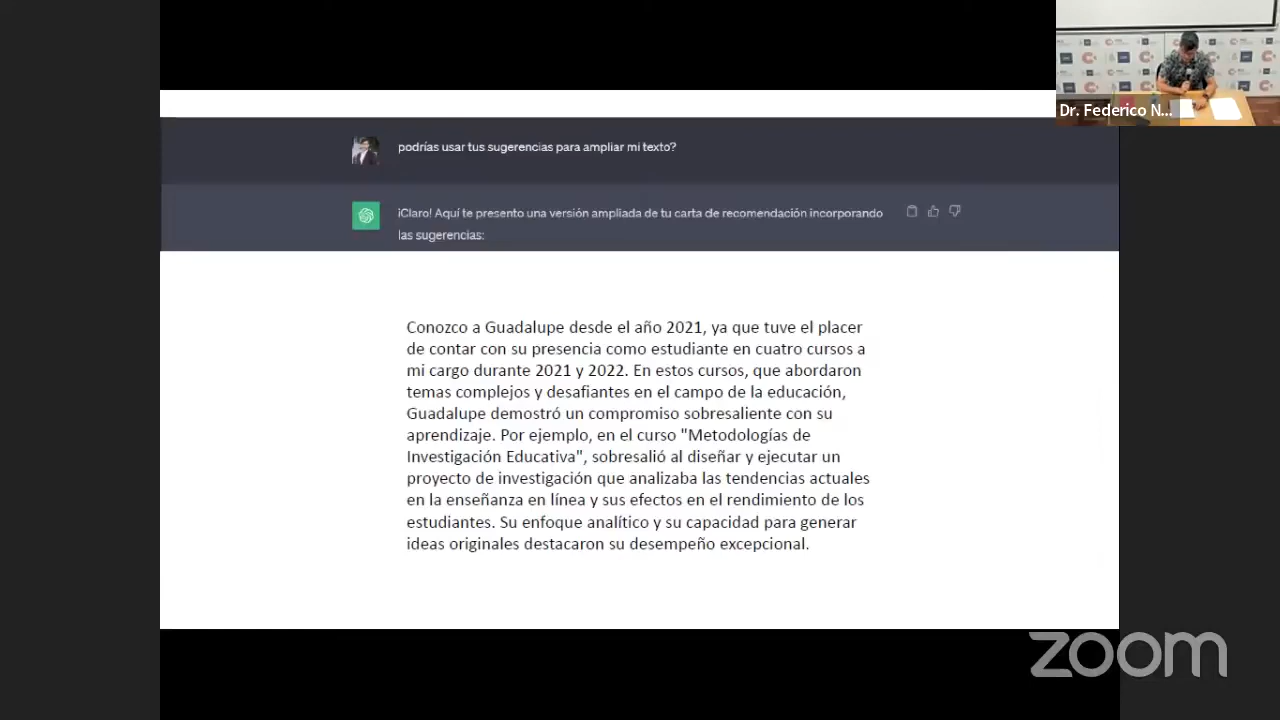 Dr. Federico N...
podrías usar tus sugerencias para ampliar mi texto?
¡Claro! Aquí te presento una versión ampliada de tu carta de recomendación incorporando
las sugerencias:
Conozco a Guadalupe desde el año 2021, ya que tuve el placer
de contar con su presencia como estudiante en cuatro cursos a
mi cargo durante 2021 y 2022. En estos cursos, que abordaron
temas complejos y desafiantes en el campo de la educación,
Guadalupe demostró un compromiso sobresaliente con su
aprendizaje. Por ejemplo, en el curso "Metodologías de
Investigación Educativa", sobresalió al diseñar y ejecutar un
proyecto de investigación que analizaba las tendencias actuales
en la enseñanza en línea y sus efectos en el rendimiento de los
estudiantes. Su enfoque analítico y su capacidad para generar
ideas originales destacaron su desempeño excepcional.
zoom